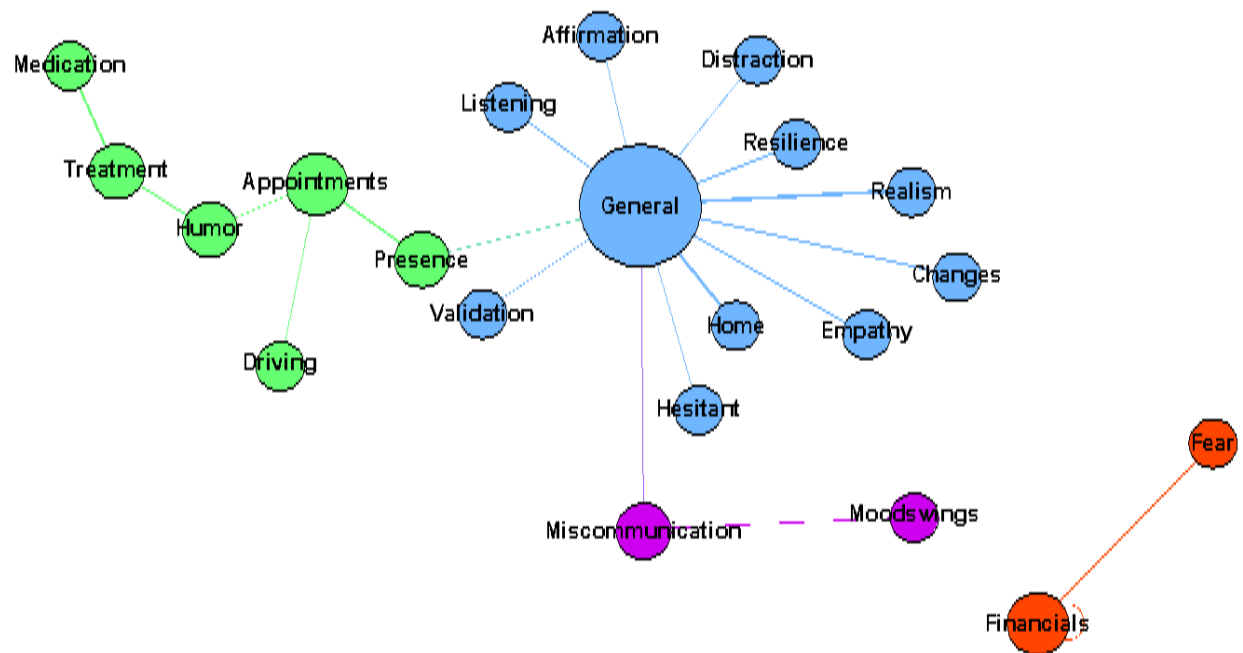 Affirmation
Distraction
Medication
Listening
Resilience
Treatment
Appointments
Realism
General
Humor
Presence
Changes
Validation
Home
Empathy
Driving
Hesitant
Fear
Moodswings
Miscommunication
Financials